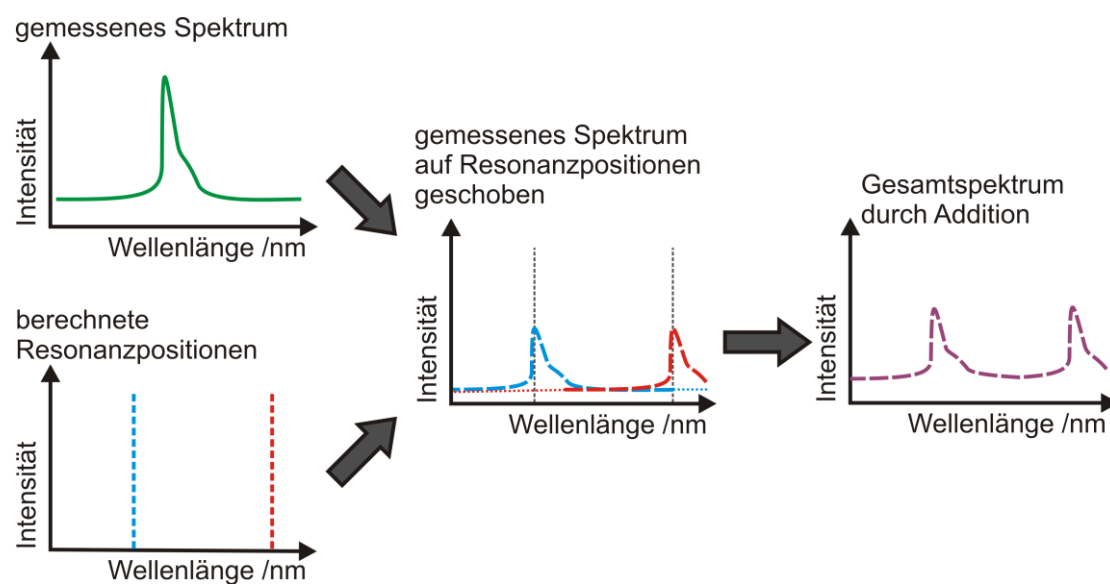 gemessenes Spektrum
Intensität
Wellenlänge /nm
berechnete
Resonanzpositionen
Intensität
Wellenlänge /nm
gemessenes Spektrum
auf Resonanzpositionen
geschoben
Intensität
Wellenlänge /nm
Gesamtspektrum
durch Addition
Intensität
Wellenlänge /nm